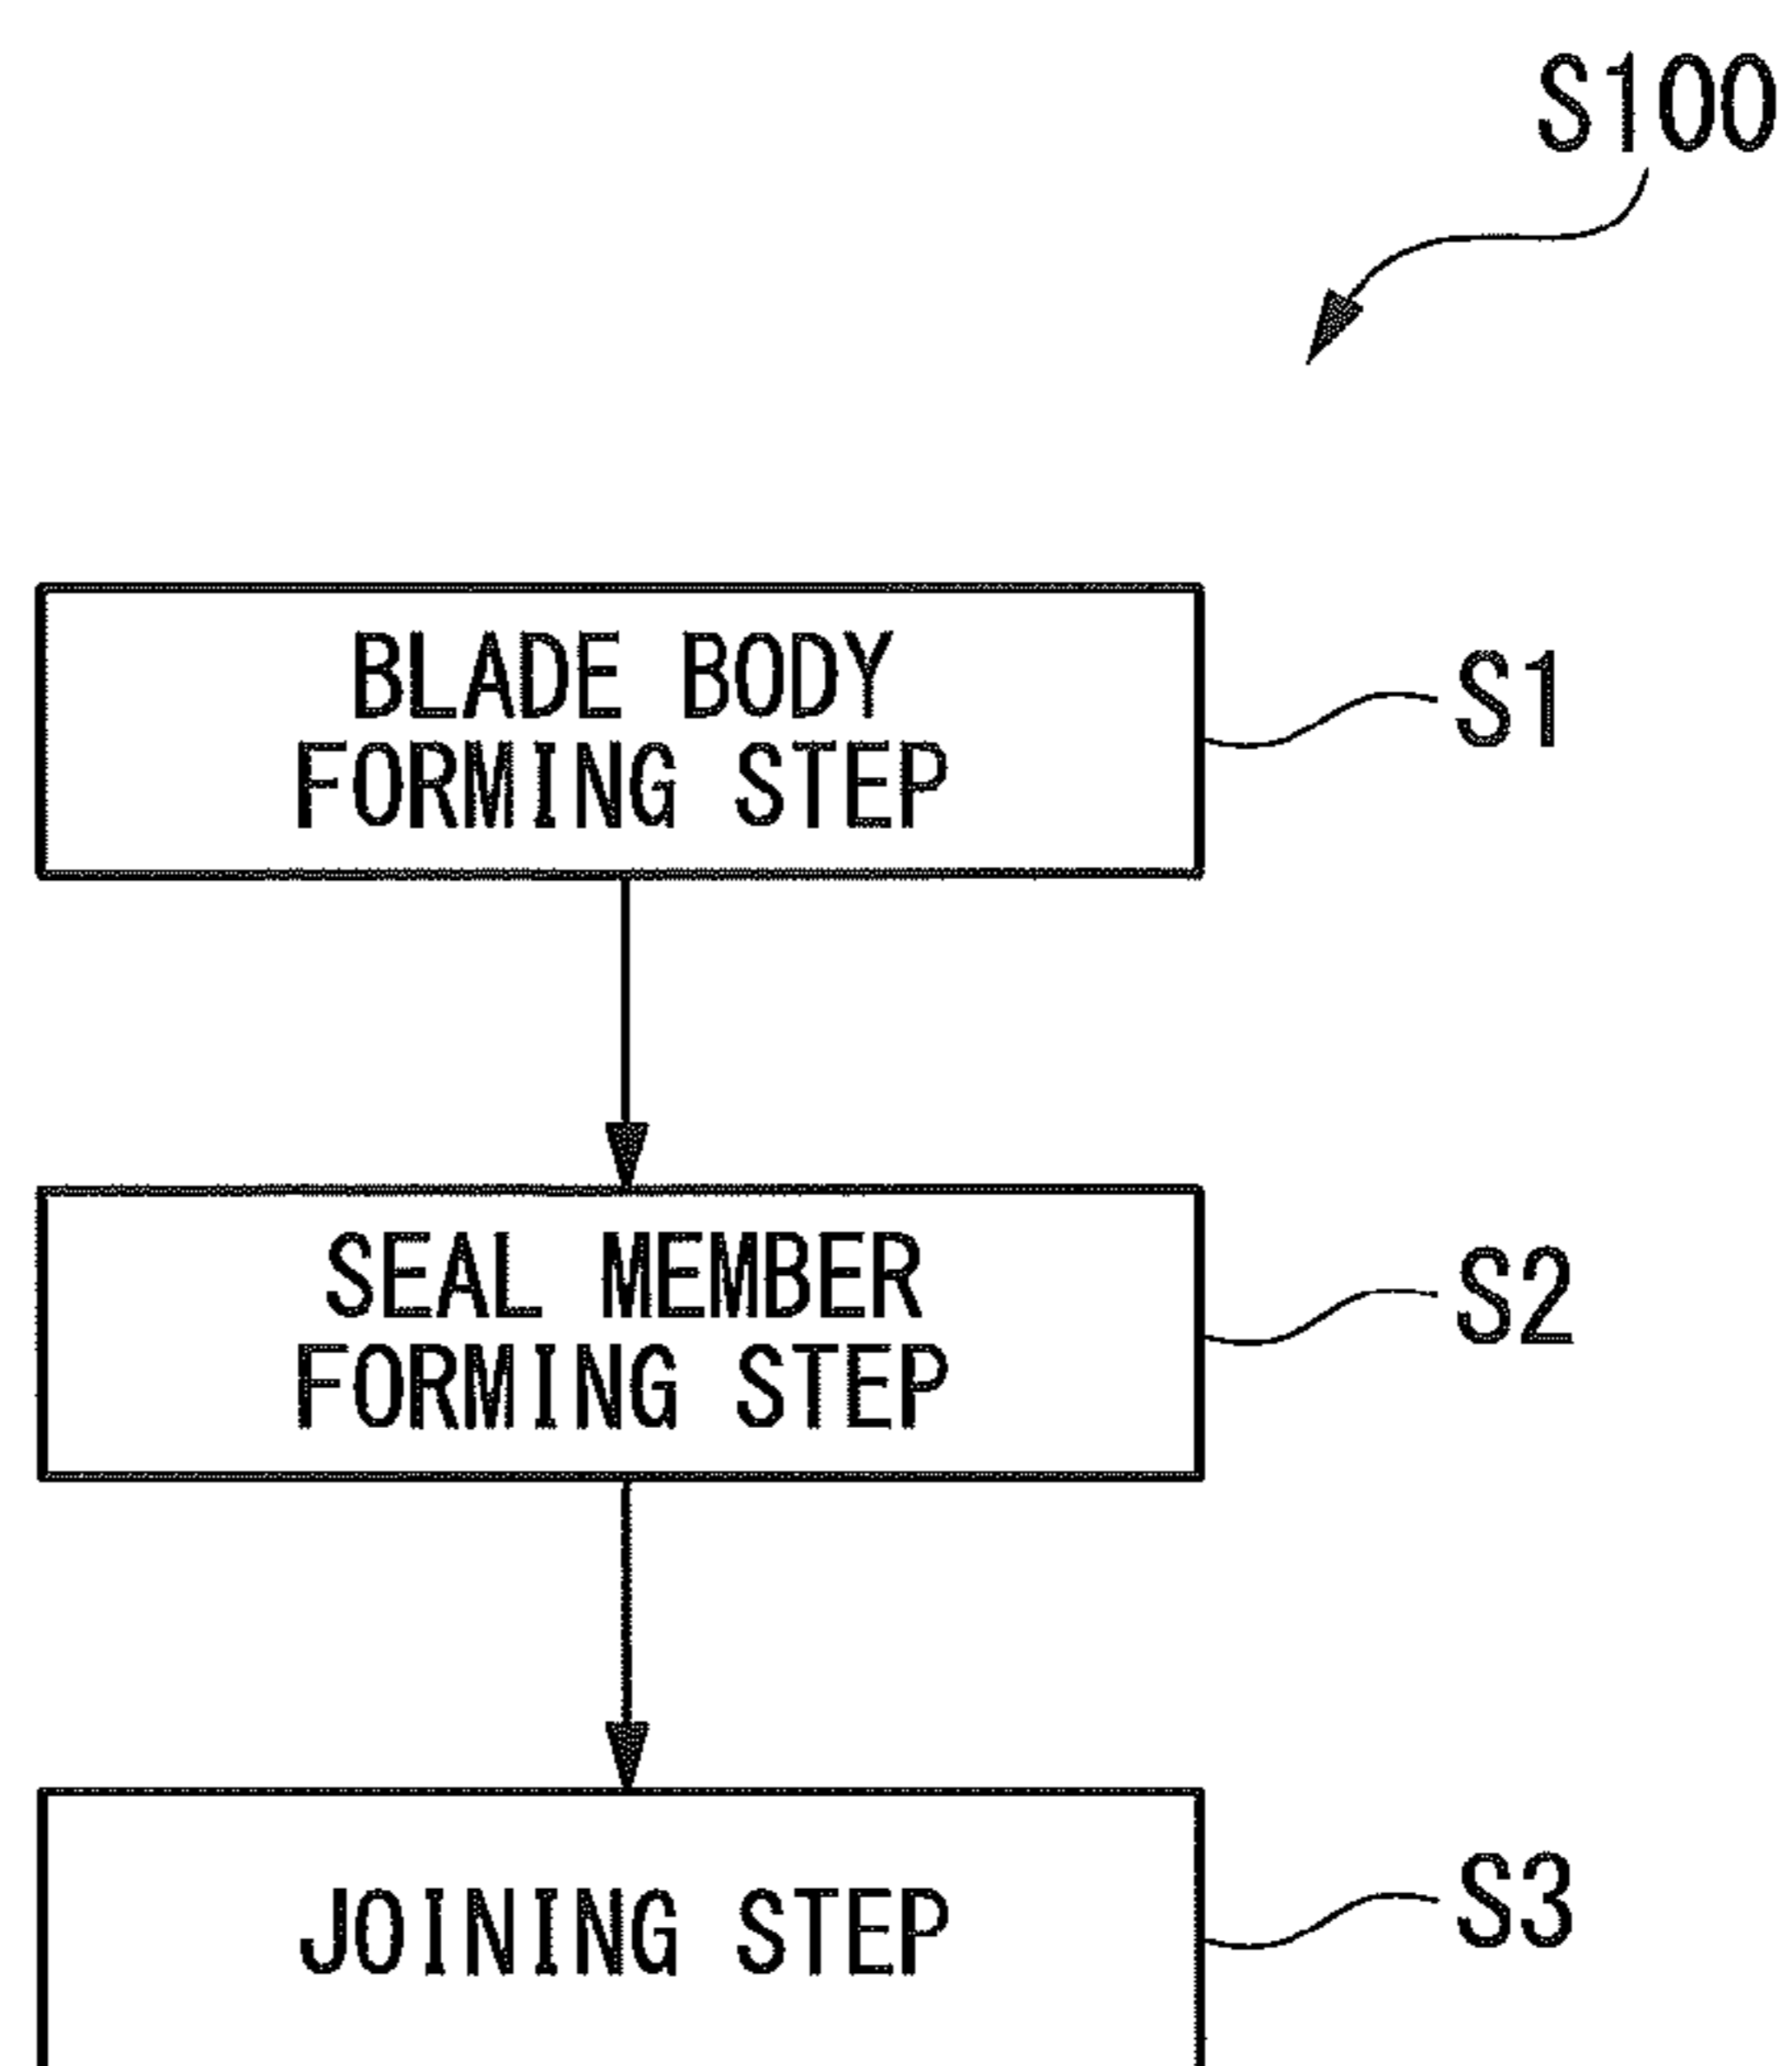 S100
BLADE BODY
FORMING STEP
S1
SEAL MEMBER
FORMING STEP
S2
JOINING STEP
S3